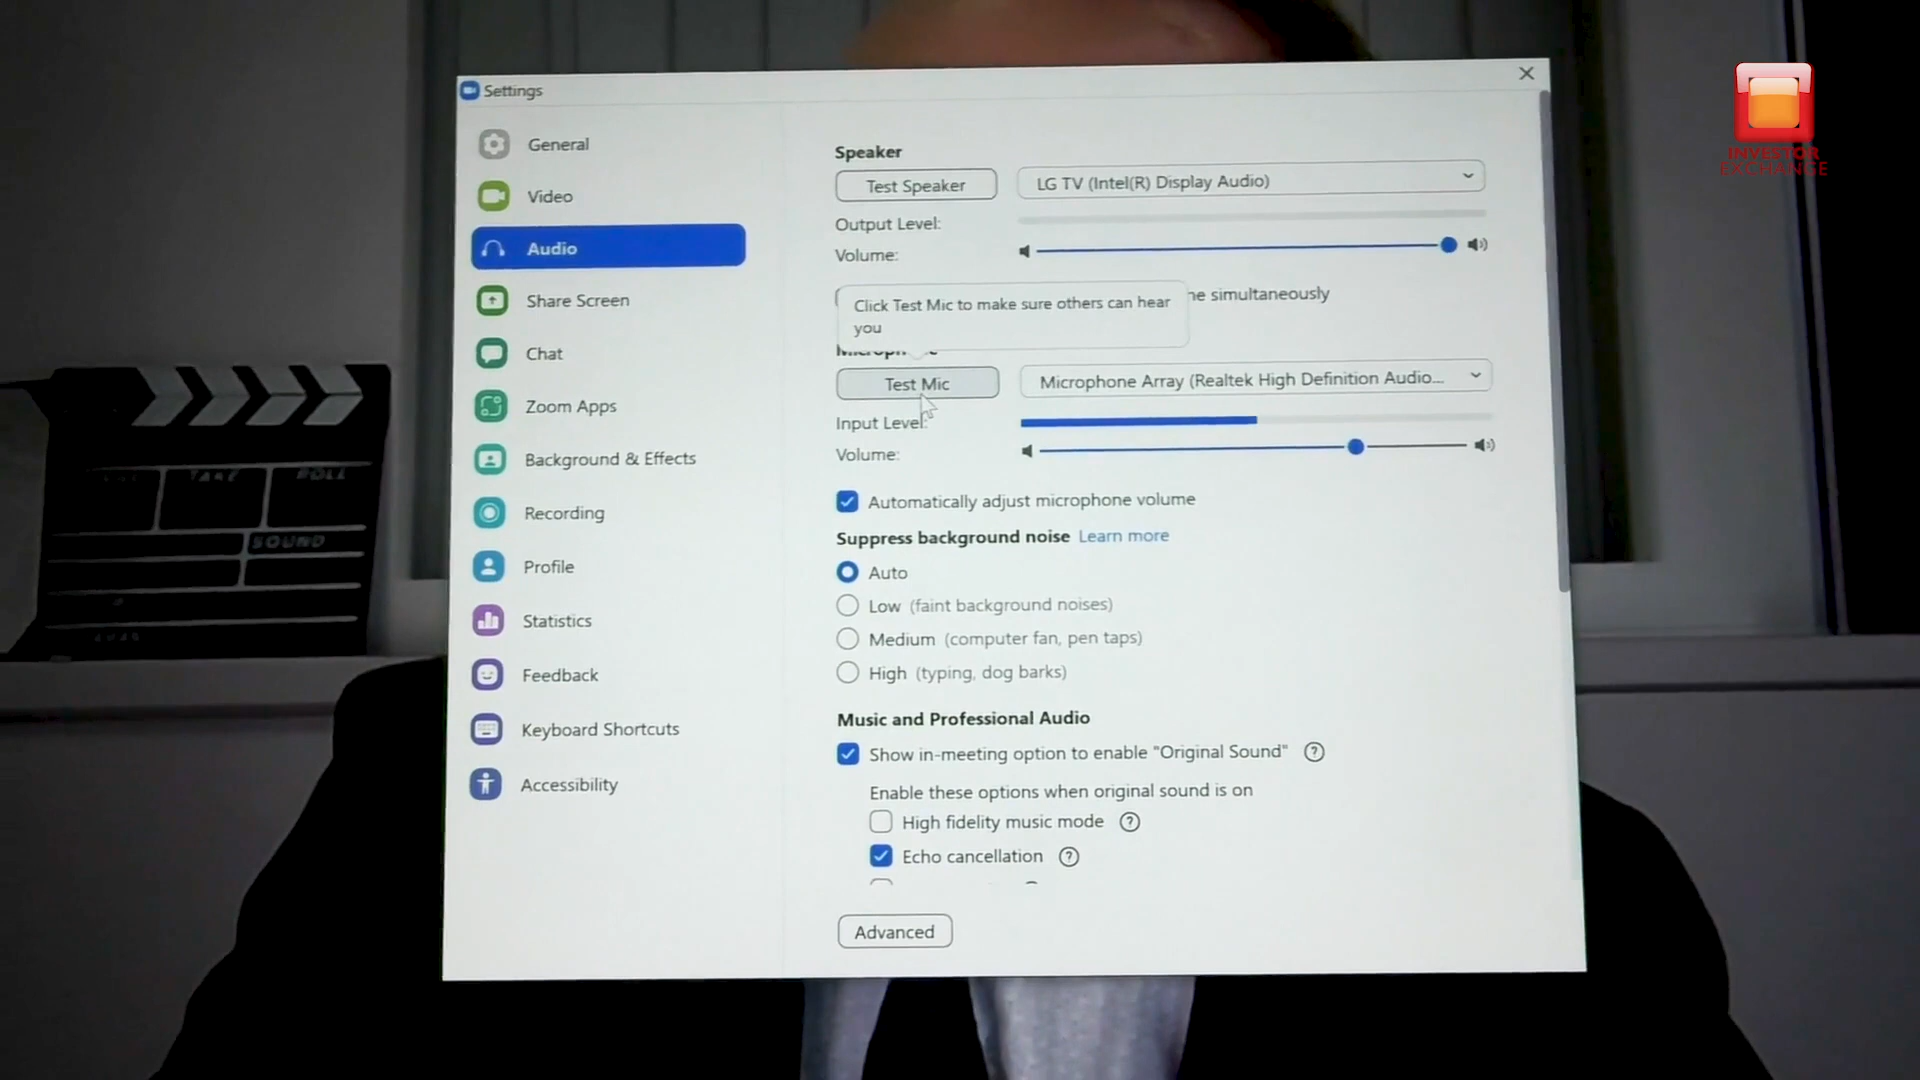 Settings
INVESTOR
EXCHANGE
General
Video
Audio
Share Screen
Chat
Zoom Apps
Background & Effects
Recording
Profile
Statistics
Feedback
Keyboard Shortcuts
Accessibility
Speaker
Test Speaker
LG TV (Intel(R) Display Audio)
Output Level:
Volume:
simultaneously
Click Test Mic to make sure others can hear
you
Test Mic
Microphone Array (Realtek High Definition Audio...
Input Level:
Volume:
Automatically adjust microphone volume
Suppress background noise Learn more
Auto
Low (faint background noises)
Medium (computer fan, pen taps)
High (typing, dog barks)
Music and Professional Audio
Show in-meeting option to enable "Original Sound"
Enable these options when original sound is on
High fidelity music mode
Echo cancellation
Advanced
TAKE
ROLL
SOUND